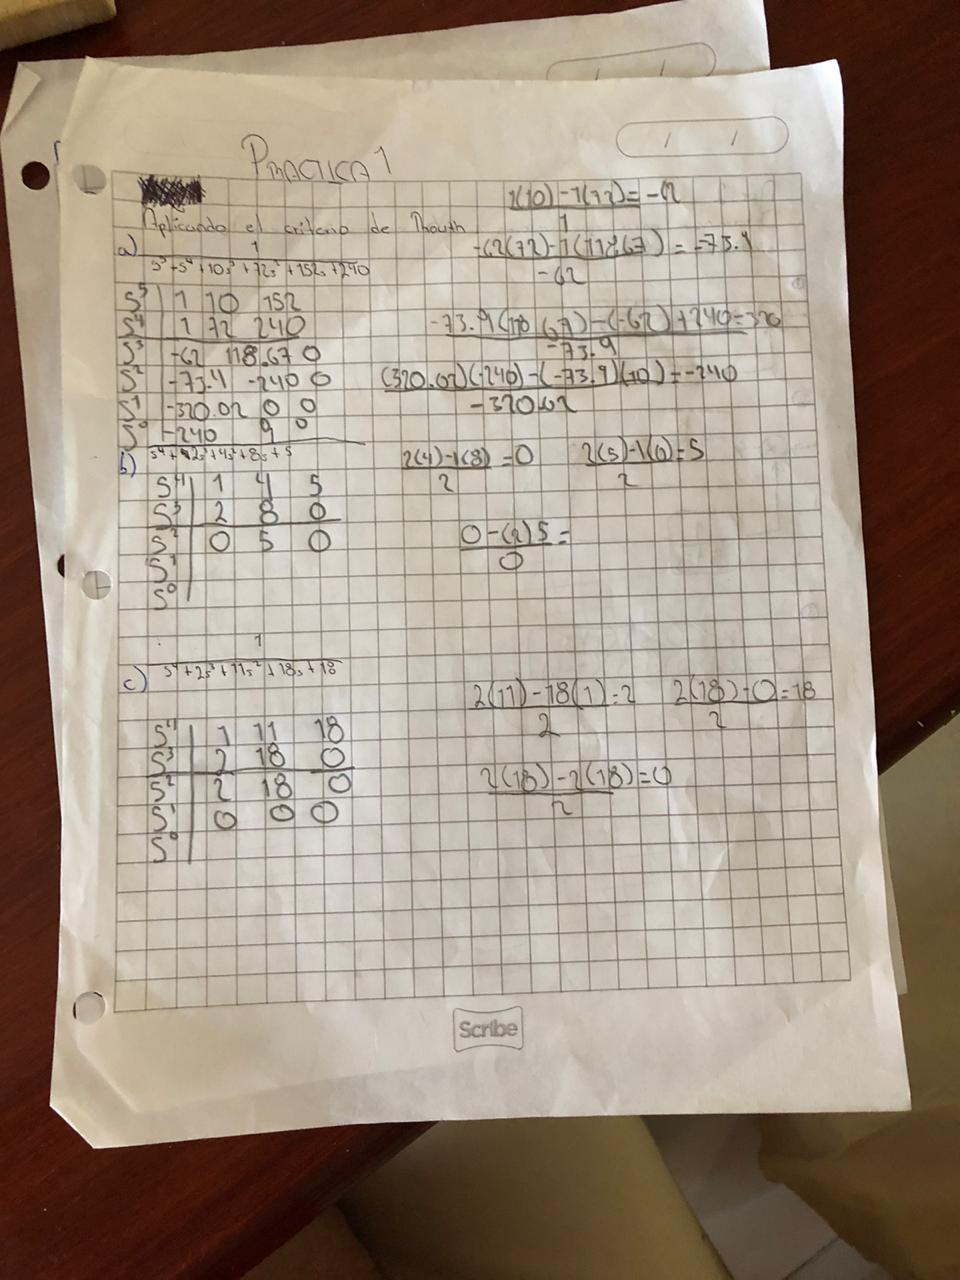 PRACTICA 1
Aplicando el criterio de Routh
1(10)-1(72) = -62
1
a) 1
s⁵+s⁴+10s³+72s²+152s+240
-62(72)-1(118.67) = -73.9
-62
S⁵ 1 10 152
S⁴ 1 72 240
S³ -62 118.67 0
S² -73.9 -240 0
S¹ -320.02 0 0
S⁰ -240 0
-73.9(118.67)-(-62)+240=320
-73.9
(320.02)(-240)-(-73.9)(0) = -240
-320.02
b) s⁴+2s³+4s²+8s+5
S⁴ 1 4 5
S³ 2 8 0
S² 0 5 0
S¹
S⁰
2(4)-1(8) = 0
2
2(5)-1(0)=5
2
0-(2)5=
0
c) 1
s⁴+2s³+11s²+18s+18
S⁴ 1 11 18
S³ 2 18 0
S² 2 18 0
S¹ 0 0 0
S⁰
2(11)-18(1)=2
2
2(18)-0=18
2
2(18)-2(18)=0
2
Scribe